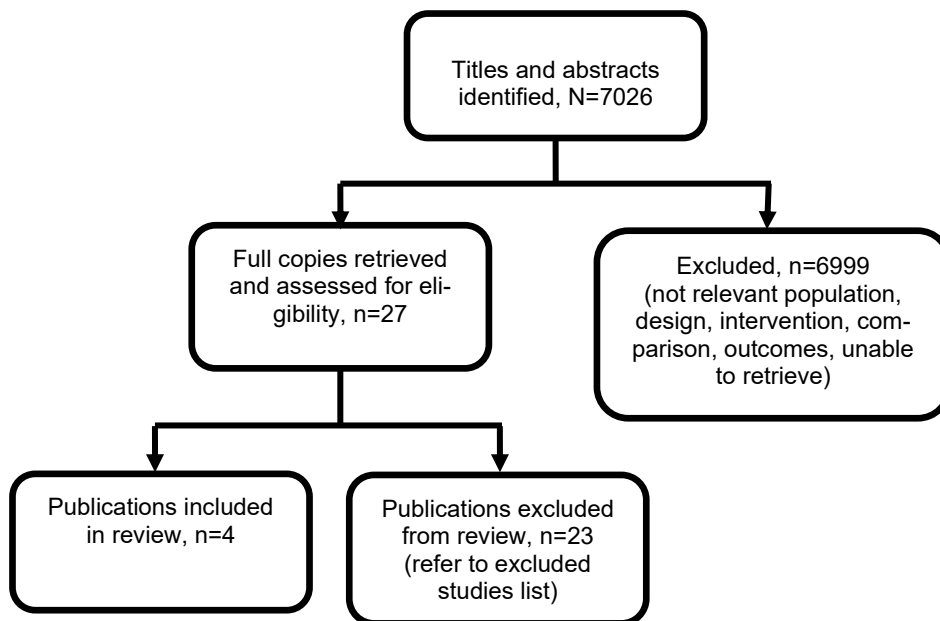 Titles and abstracts
identified, N=7026
Full copies retrieved
and assessed for eli-
gibility, n=27
Excluded, n=6999
(not relevant population,
design, intervention, com-
parison, outcomes, unable
to retrieve)
Publications included
in review, n=4
Publications excluded
from review, n=23
(refer to excluded
studies list)